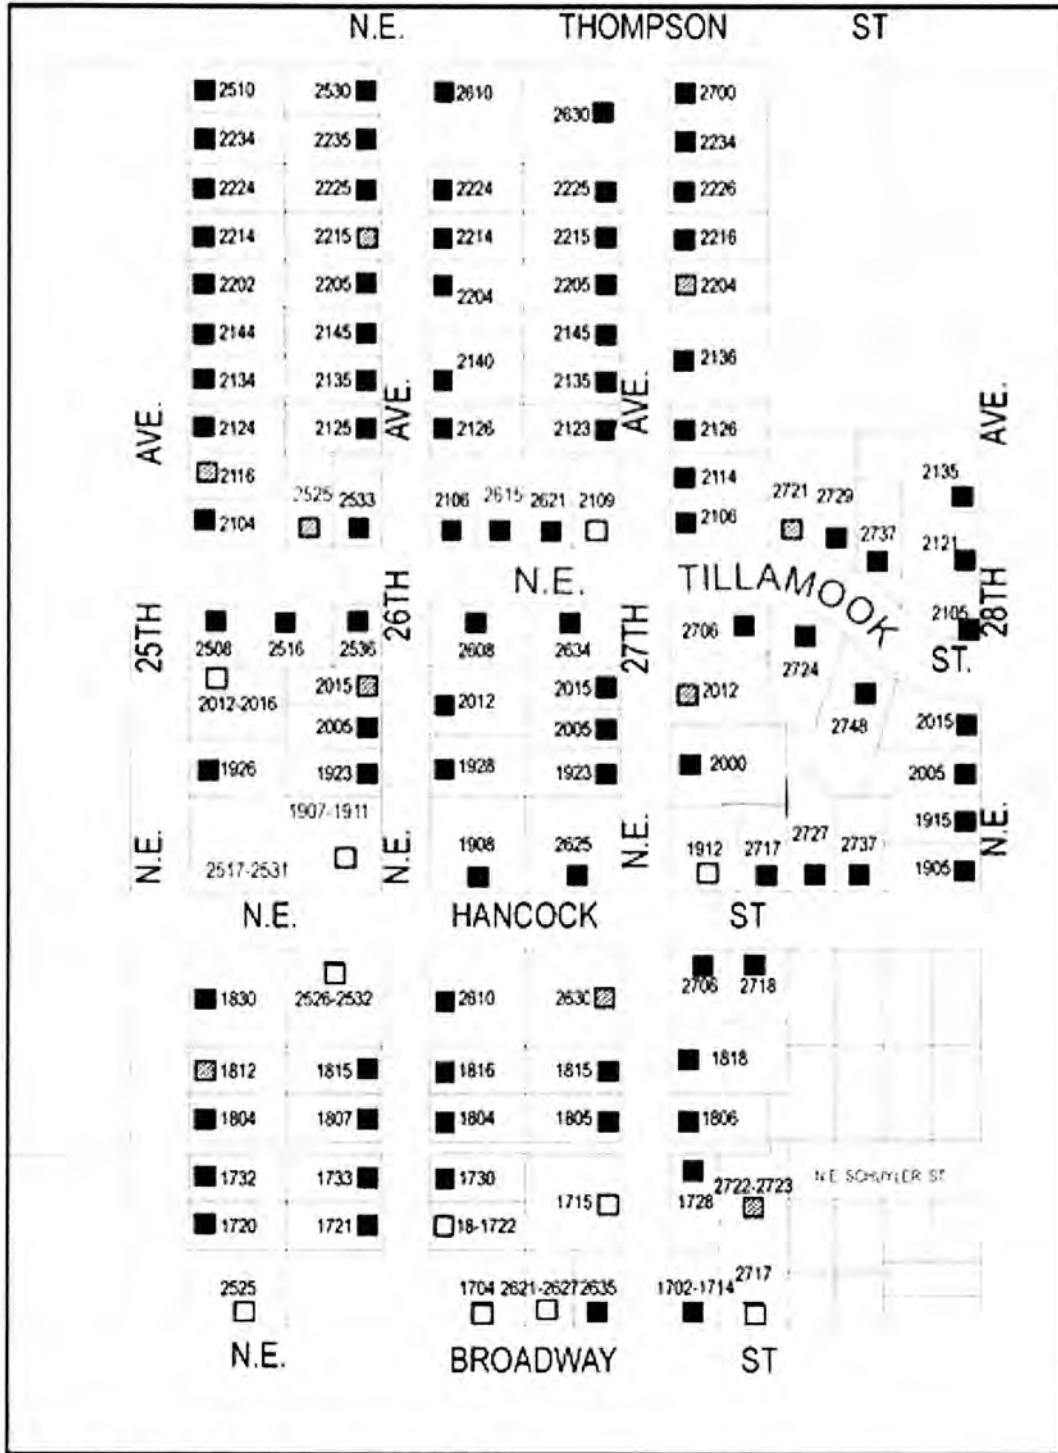 N.E. THOMPSON ST
2510 2530 2610 2700
2630
2234 2235 2234
2224 2225 2224 2225 2226
2214 2215 2214 2215 2216
2202 2205 2204 2205 2204
2144 2145 2145
2140 2136
2134 2135 2135
AVE. AVE. AVE. AVE.
2124 2125 2126 2123 2126
2116 2114 2135
2525 2533 2106 2615 2621 2109 2721 2729
2104 2106 2737 2121
N.E. TILLAMOOK ST.
25TH 26TH 27TH 28TH
2105
2508 2516 2536 2608 2634 2706 2724
2015 2015 2012
2012-2016 2012 2748 2015
2005 2005
1926 1923 1928 1923 2000 2005
1907-1911 1915
1908 2625 1912 2717 2727 2737
2517-2531 1905
N.E. N.E. N.E. N.E.
N.E. HANCOCK ST
2706 2718
1830 2526-2532 2610 2630
1812 1815 1816 1815 1818
1804 1807 1804 1805 1806
1732 1733 1730 2722-2723 N.E. SCHUYLER ST
1715 1728
1720 1721 18-1722
2525 1704 2621-2627 2635 1702-1714 2717
N.E. BROADWAY ST